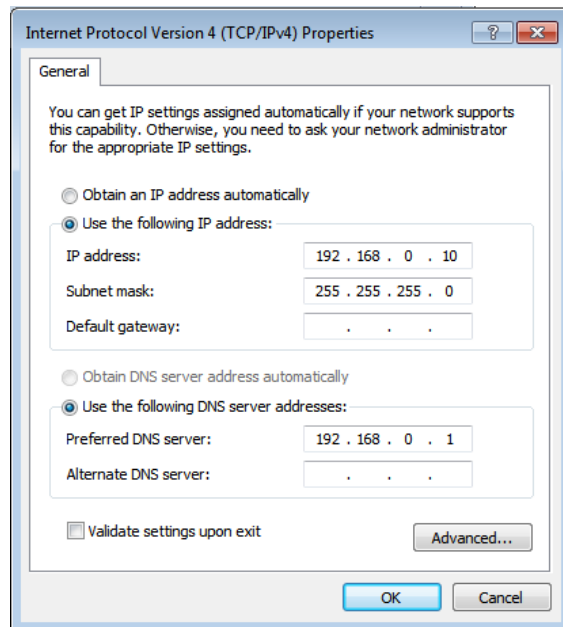 Internet Protocol Version 4 (TCP/IPv4) Properties
General
You can get IP settings assigned automatically if your network supports
this capability. Otherwise, you need to ask your network administrator
for the appropriate IP settings.
Obtain an IP address automatically
Use the following IP address:
IP address: 192 . 168 . 0 . 10
Subnet mask: 255 . 255 . 255 . 0
Default gateway: . . .
Obtain DNS server address automatically
Use the following DNS server addresses:
Preferred DNS server: 192 . 168 . 0 . 1
Alternate DNS server: . . .
Validate settings upon exit
Advanced...
OK Cancel